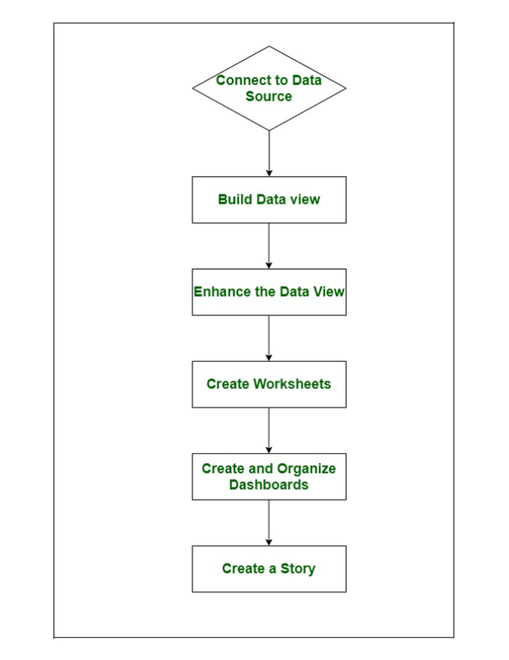 Connect to Data
Source
Build Data view
Enhance the Data View
Create Worksheets
Create and Organize
Dashboards
Create a Story